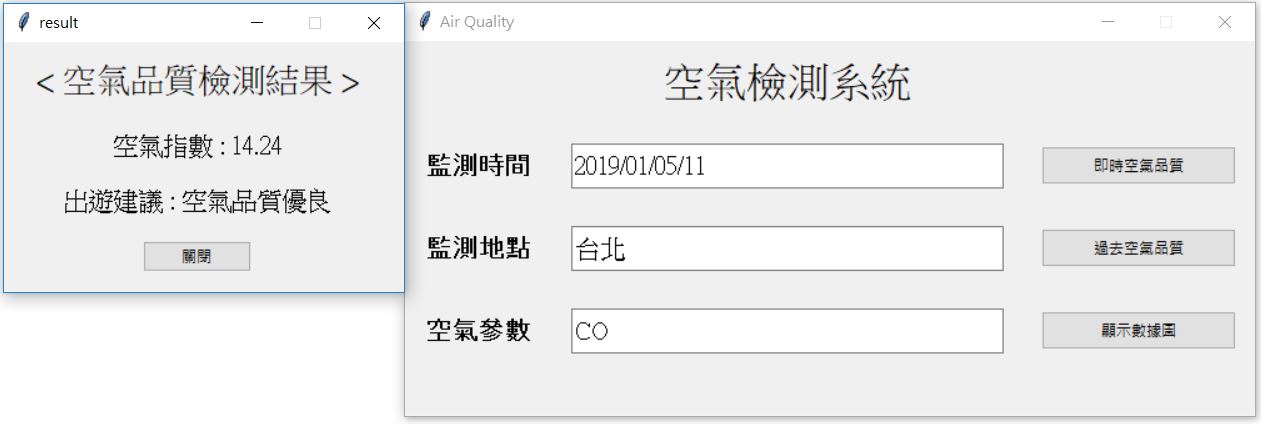 result
< 空氣品質檢測結果 >
空氣指數 : 14.24
出遊建議 : 空氣品質優良
關閉
Air Quality
空氣檢測系統
監測時間
2019/01/05/11
即時空氣品質
監測地點
台北
過去空氣品質
空氣參數
CO
顯示數據圖